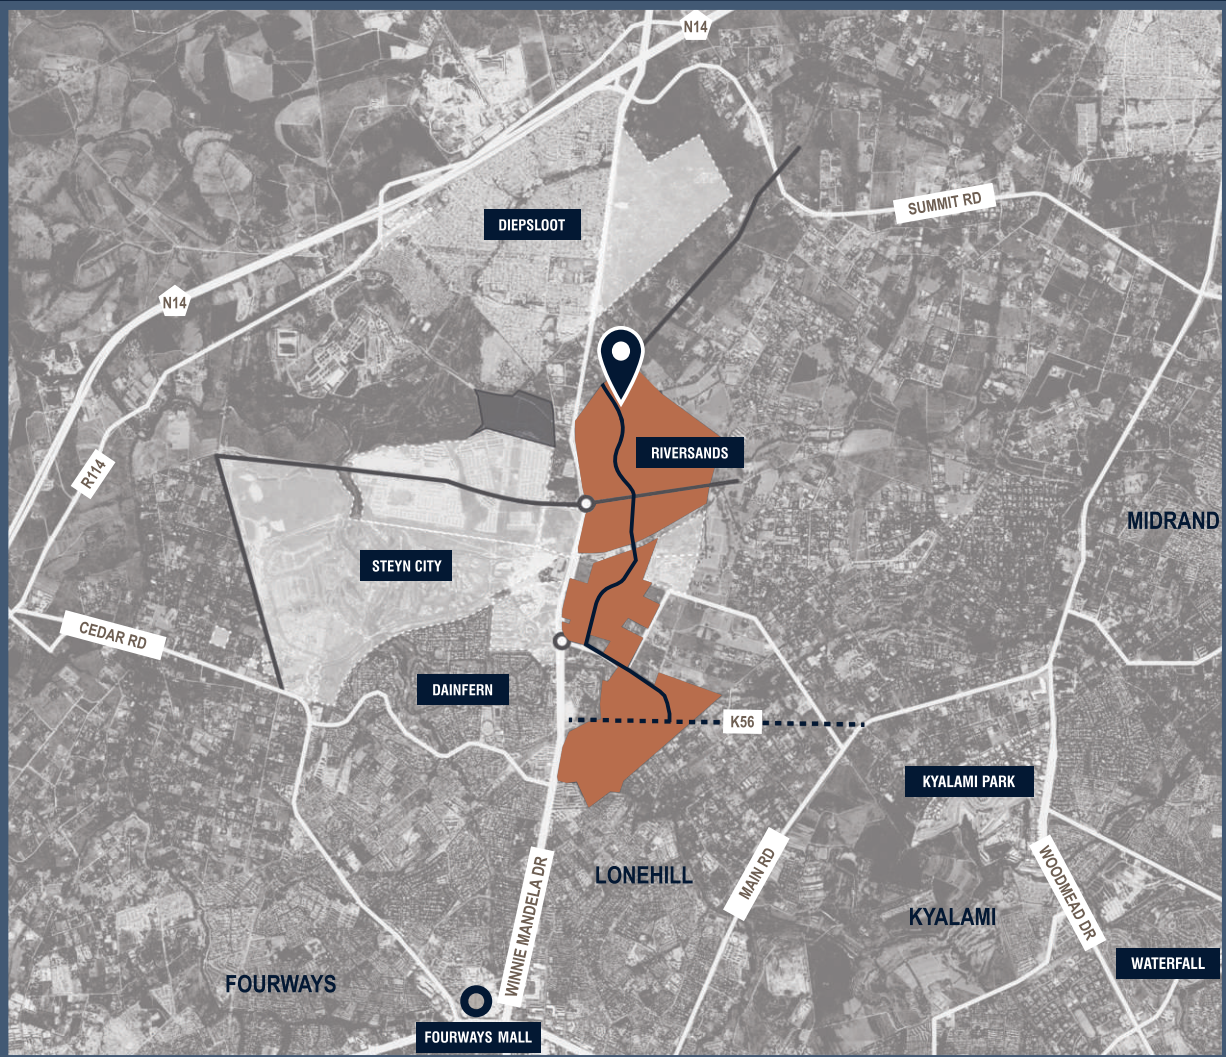 N14
SUMMIT RD
DIEPSLOOT
N14
RIVERSANDS
R114
MIDRAND
STEYN CITY
CEDAR RD
DAINFERN
K56
KYALAMI PARK
LONEHILL
MAIN RD
WOODMEAD DR
KYALAMI
WINNIE MANDELA DR
WATERFALL
FOURWAYS
FOURWAYS MALL